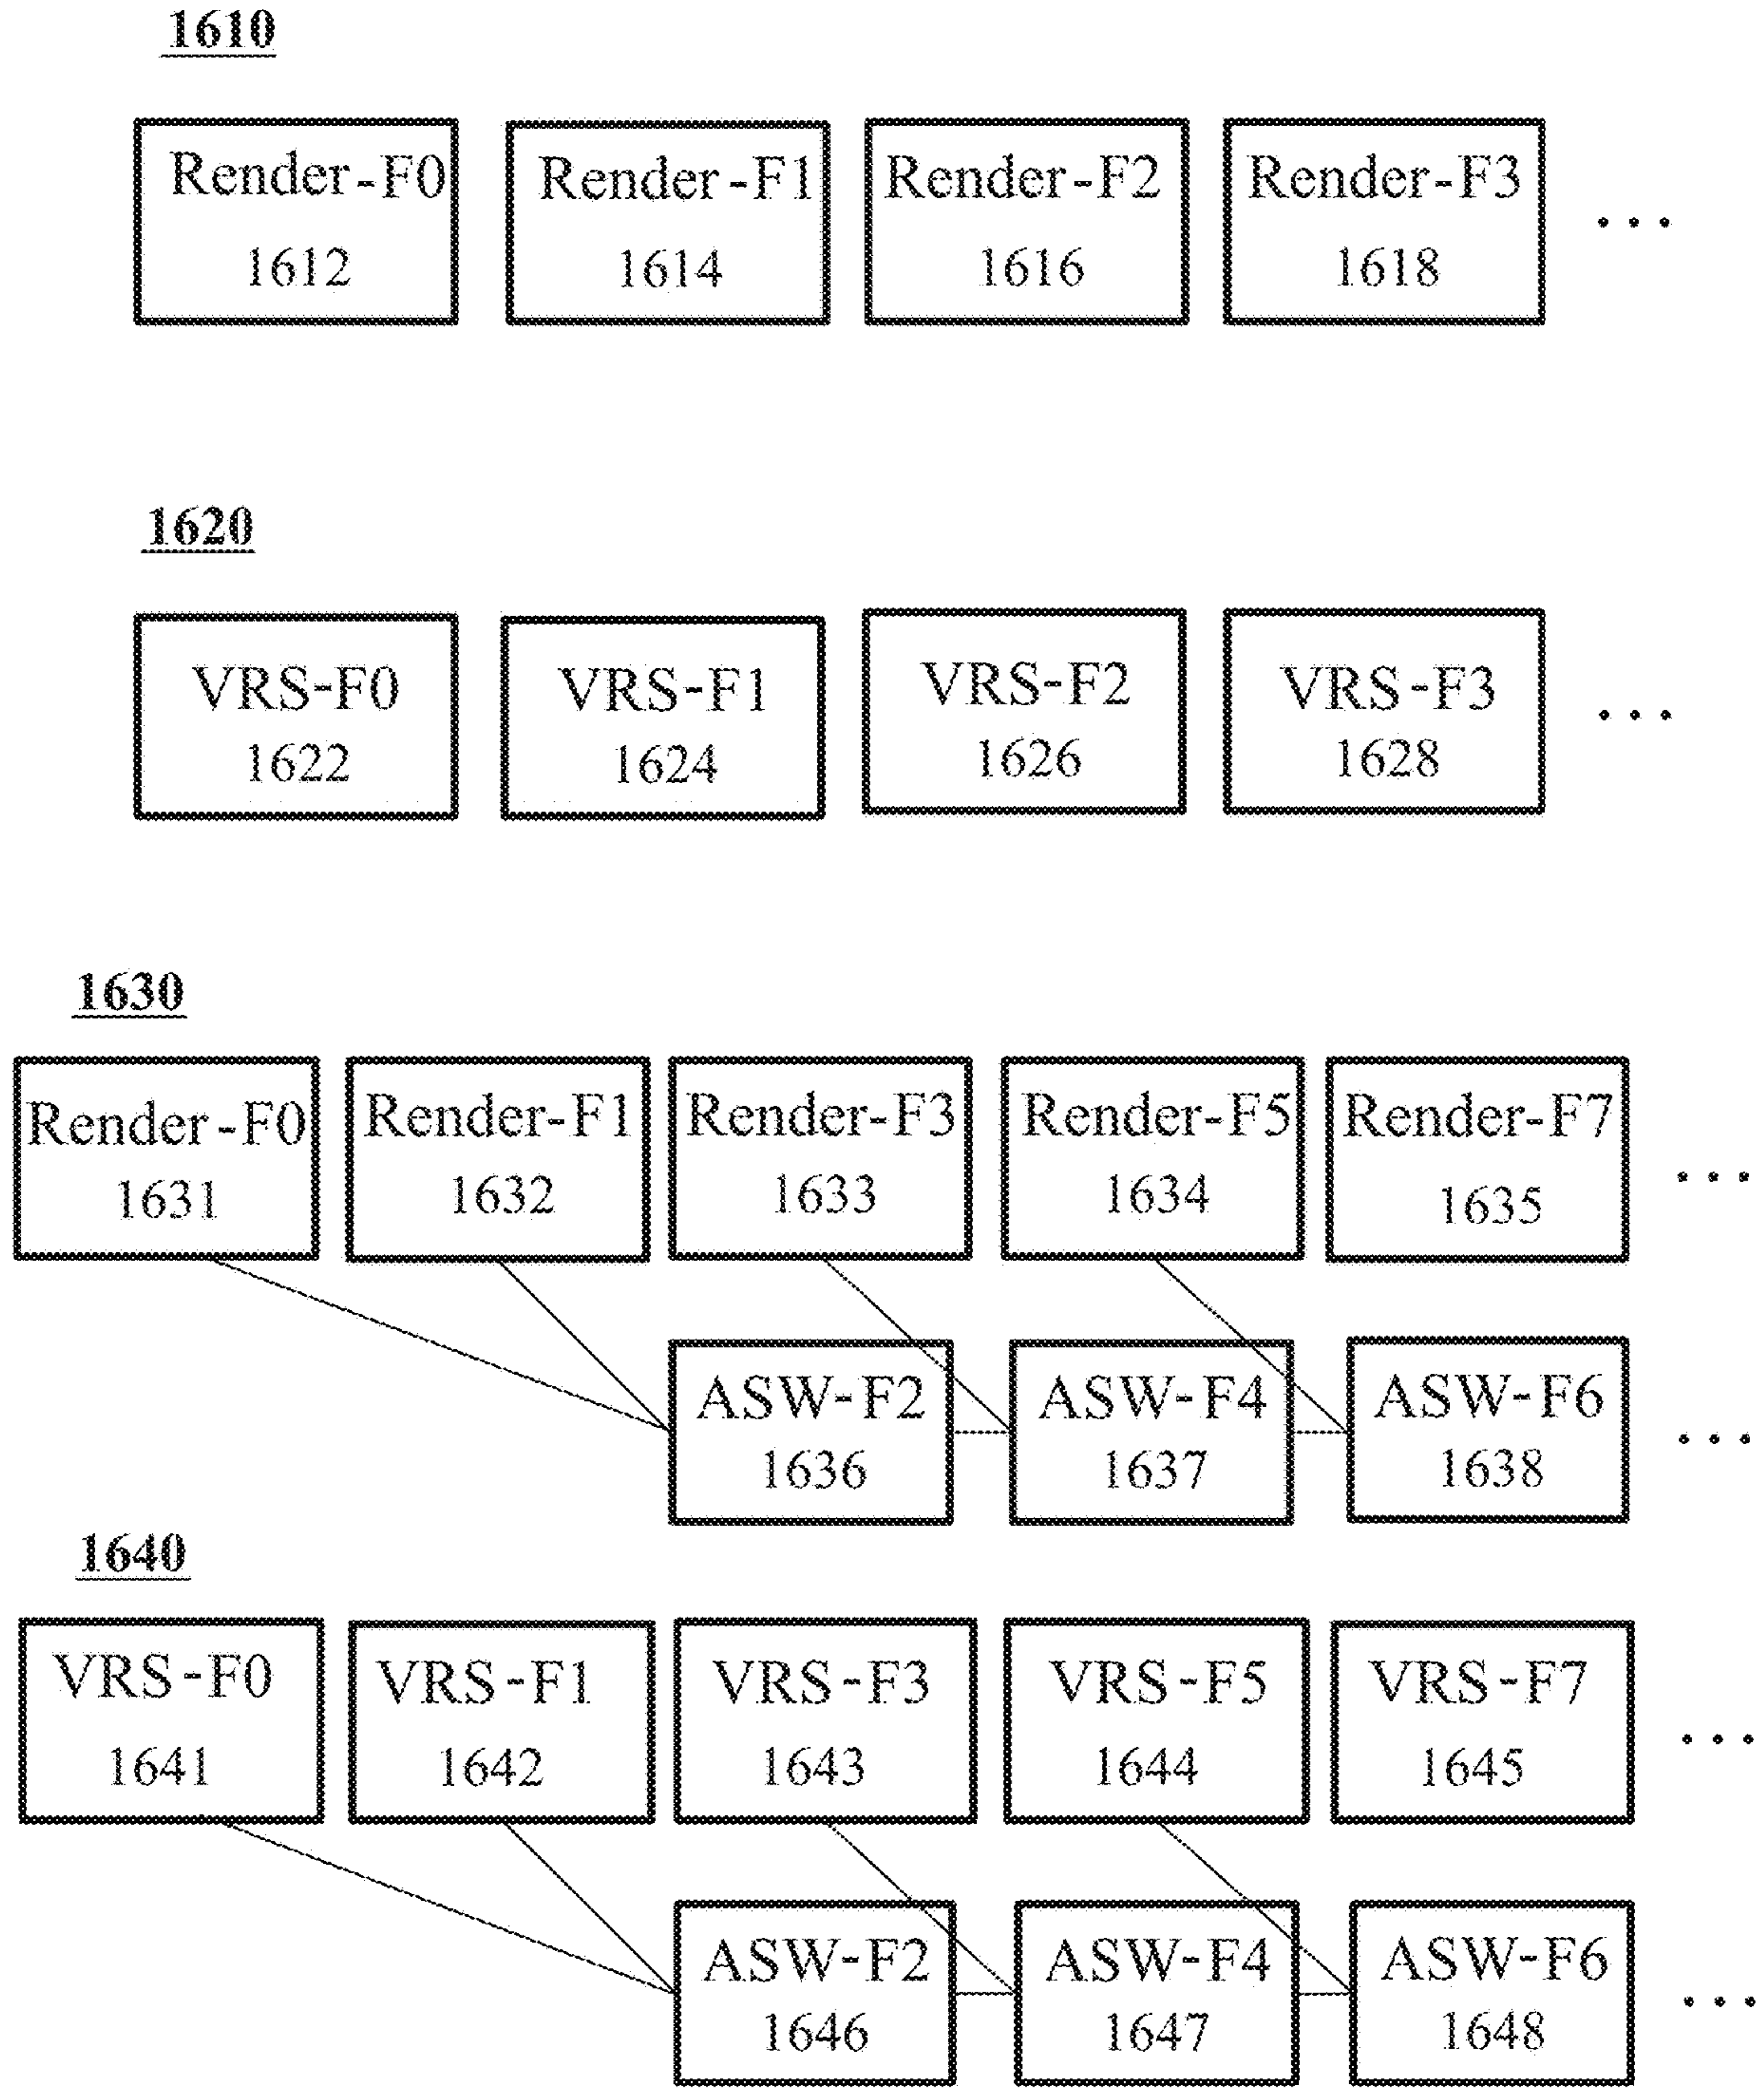 1610
Render-F0 Render-F1 Render-F2 Render-F3 ...
1612 1614 1616 1618
1620
VRS-F0 VRS-F1 VRS-F2 VRS-F3 ...
1622 1624 1626 1628
1630
Render-F0 Render-F1 Render-F3 Render-F5 Render-F7
1631 1632 1633 1634 1635 ...
ASW-F2 ASW-F4 ASW-F6
1636 1637 1638 ...
1640
VRS-F0 VRS-F1 VRS-F3 VRS-F5 VRS-F7
1641 1642 1643 1644 1645 ...
ASW-F2 ASW-F4 ASW-F6
1646 1647 1648 ...